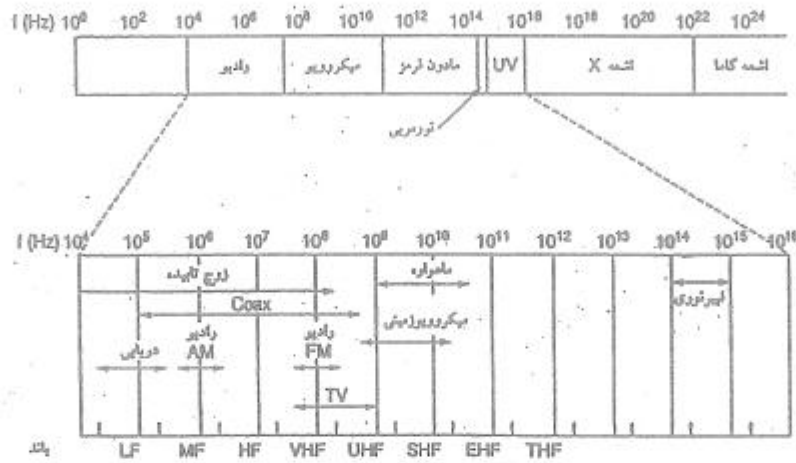 f (Hz) 10⁰ 10² 10⁴ 10⁶ 10⁸ 10¹⁰ 10¹² 10¹⁴ 10¹⁶ 10¹⁸ 10²⁰ 10²² 10²⁴
رادیو میکروویو مادون قرمز UV اشعه X اشعه گاما
نور مریی
f (Hz) 10⁴ 10⁵ 10⁶ 10⁷ 10⁸ 10⁹ 10¹⁰ 10¹¹ 10¹² 10¹³ 10¹⁴ 10¹⁵ 10¹⁶
زوج تابیده ماهواره
Coax فیبرنوری
میکروویو زمینی
دریایی رادیو AM رادیو FM
TV
باند LF MF HF VHF UHF SHF EHF THF